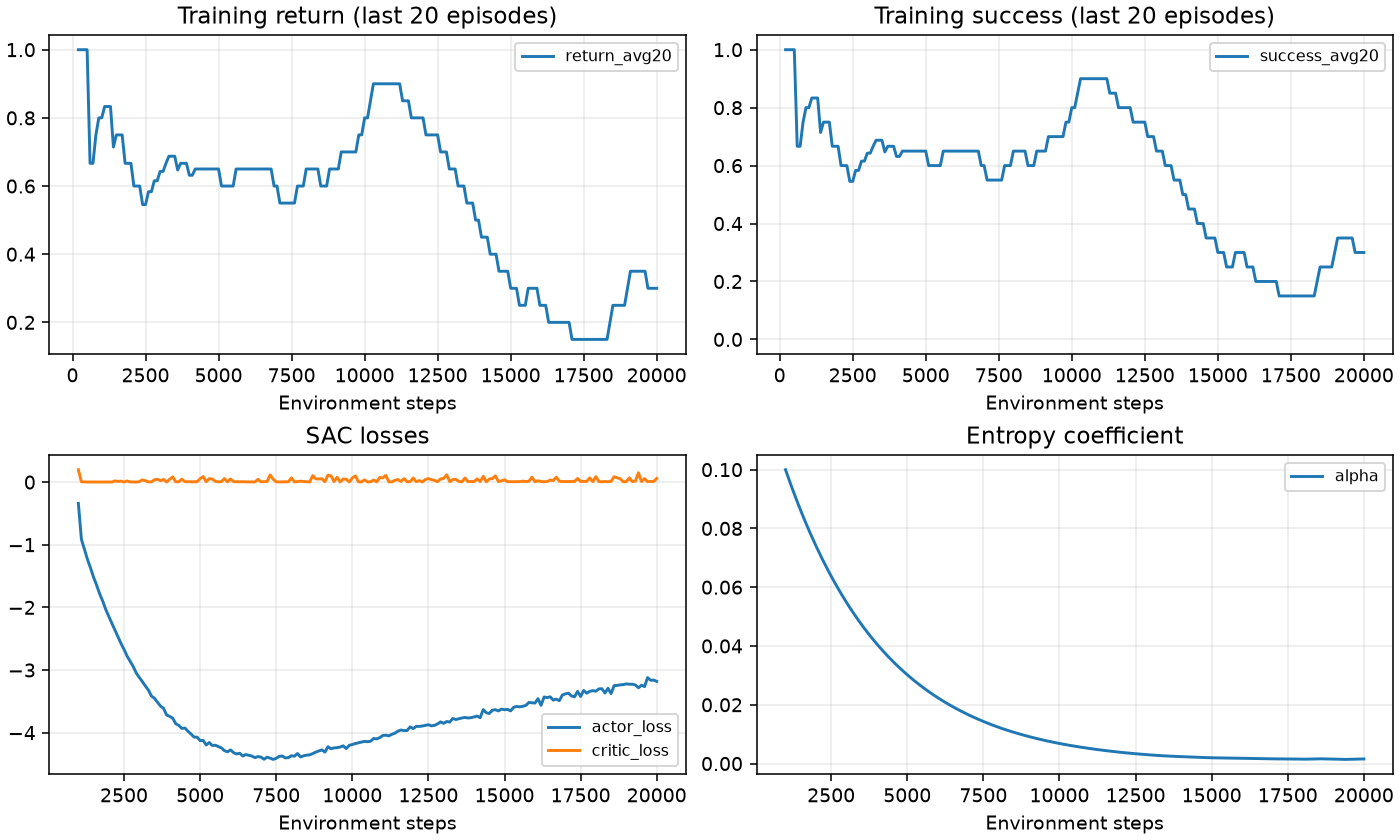 Training return (last 20 episodes)
1.0
0.8
0.6
0.4
0.2
return_avg20
0 2500 5000 7500 10000 12500 15000 17500 20000
Environment steps
Training success (last 20 episodes)
1.0
0.8
0.6
0.4
0.2
0.0
success_avg20
0 2500 5000 7500 10000 12500 15000 17500 20000
Environment steps
SAC losses
0
−1
−2
−3
−4
actor_loss
critic_loss
2500 5000 7500 10000 12500 15000 17500 20000
Environment steps
Entropy coefficient
0.10
0.08
0.06
0.04
0.02
0.00
alpha
2500 5000 7500 10000 12500 15000 17500 20000
Environment steps